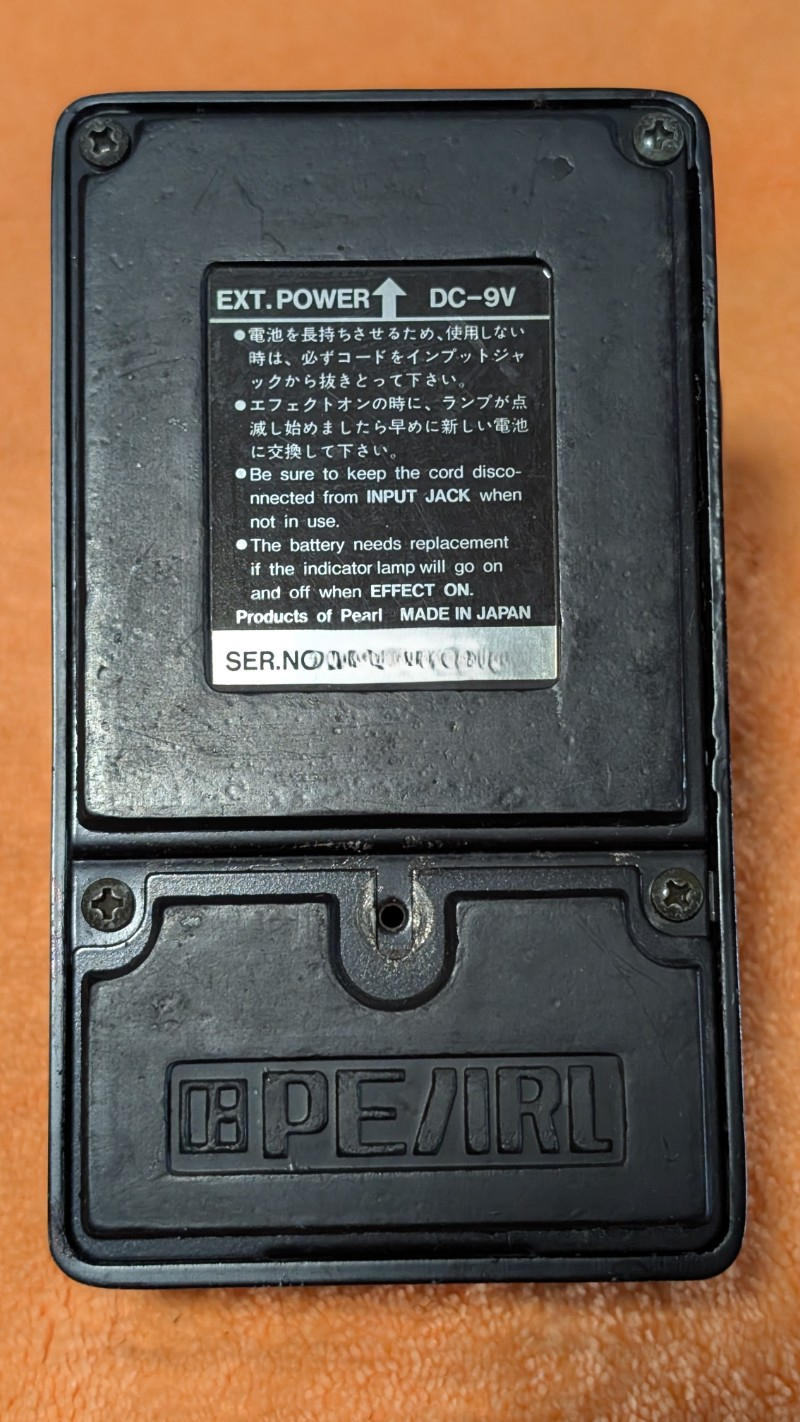 EXT.POWER DC-9V
●電池を長持ちさせるため、使用しない
時は、必ずコードをインプットジャ
ックから抜きとって下さい。
●エフェクトオンの時に、ランプが点
滅し始めましたら早めに新しい電池
に交換して下さい。
●Be sure to keep the cord disco-
nnected from INPUT JACK when
not in use.
●The battery needs replacement
if the indicator lamp will go on
and off when EFFECT ON.
Products of Pearl MADE IN JAPAN
SER.NO
PEARL